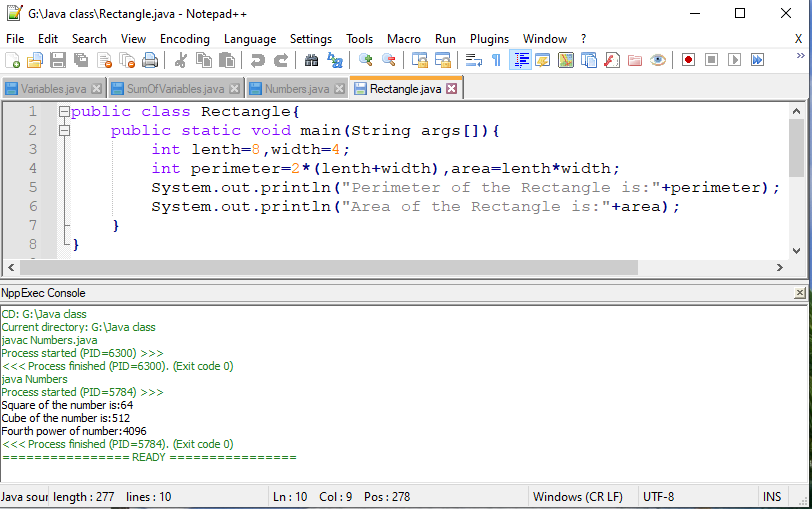 G:\Java class\Rectangle.java - Notepad++
File Edit Search View Encoding Language Settings Tools Macro Run Plugins Window ? X
Variables.java SumOfVariables.java Numbers.java Rectangle.java
1 public class Rectangle{
2 public static void main(String args[]){
3 int lenth=8,width=4;
4 int perimeter=2*(lenth+width),area=lenth*width;
5 System.out.println("Perimeter of the Rectangle is:"+perimeter);
6 System.out.println("Area of the Rectangle is:"+area);
7 }
8 }
NppExec Console
CD: G:\Java class
Current directory: G:\Java class
javac Numbers.java
Process started (PID=6300) >>>
<<< Process finished (PID=6300). (Exit code 0)
java Numbers
Process started (PID=5784) >>>
Square of the number is:64
Cube of the number is:512
Fourth power of number:4096
<<< Process finished (PID=5784). (Exit code 0)
================ READY ================
Java sour length : 277 lines : 10 Ln : 10 Col : 9 Pos : 278 Windows (CR LF) UTF-8 INS